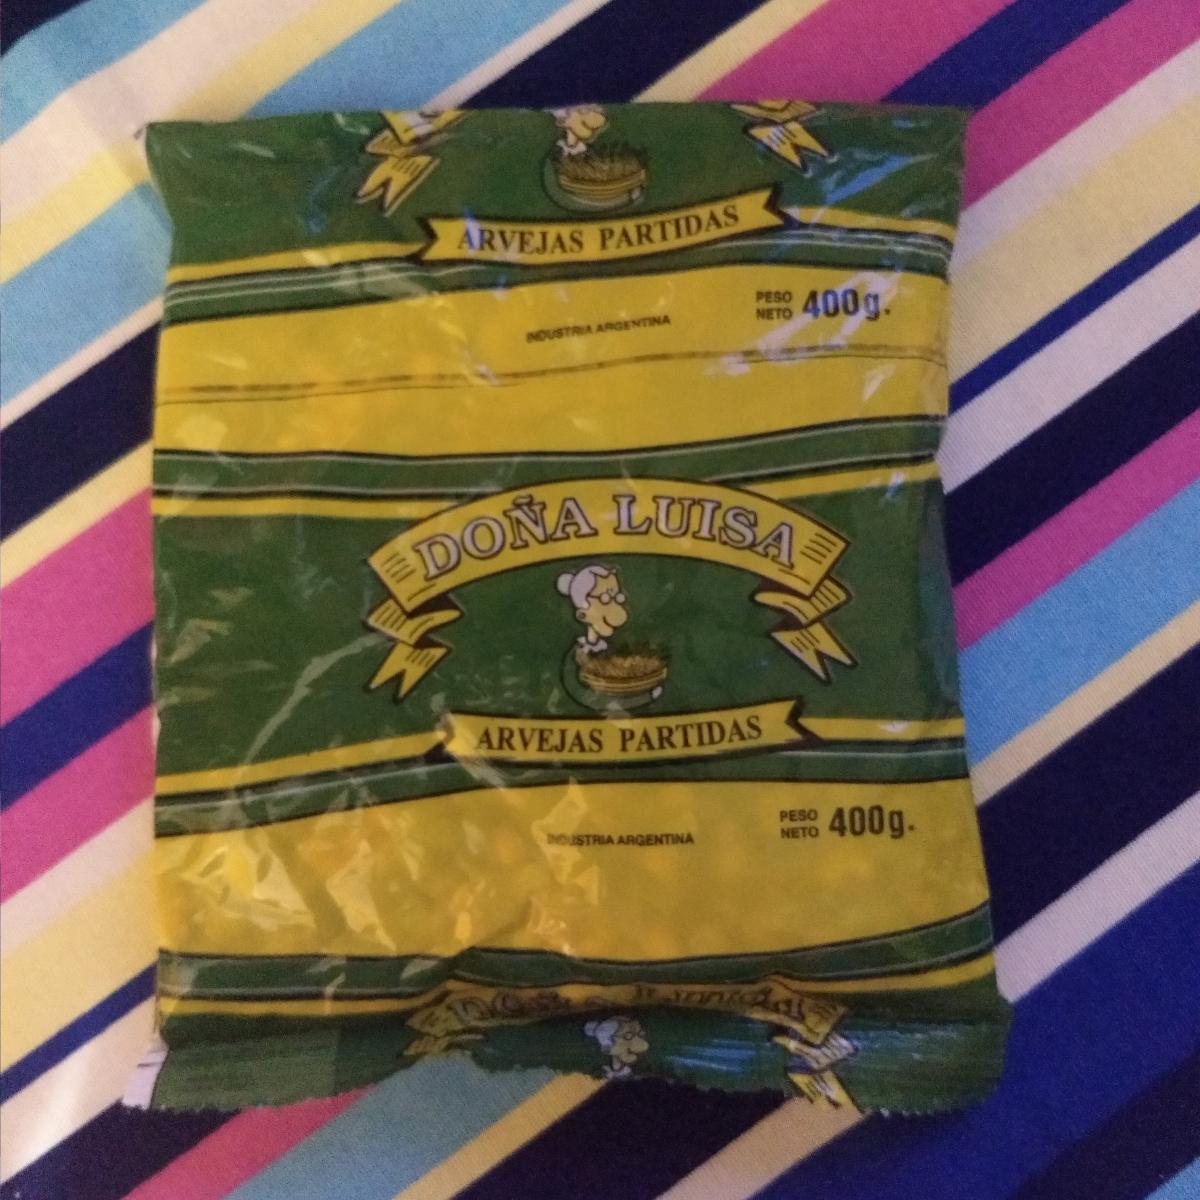 ARVEJAS PARTIDAS
PESO NETO 400g.
INDUSTRIA ARGENTINA
DOÑA LUISA
ARVEJAS PARTIDAS
PESO NETO 400g.
INDUSTRIA ARGENTINA